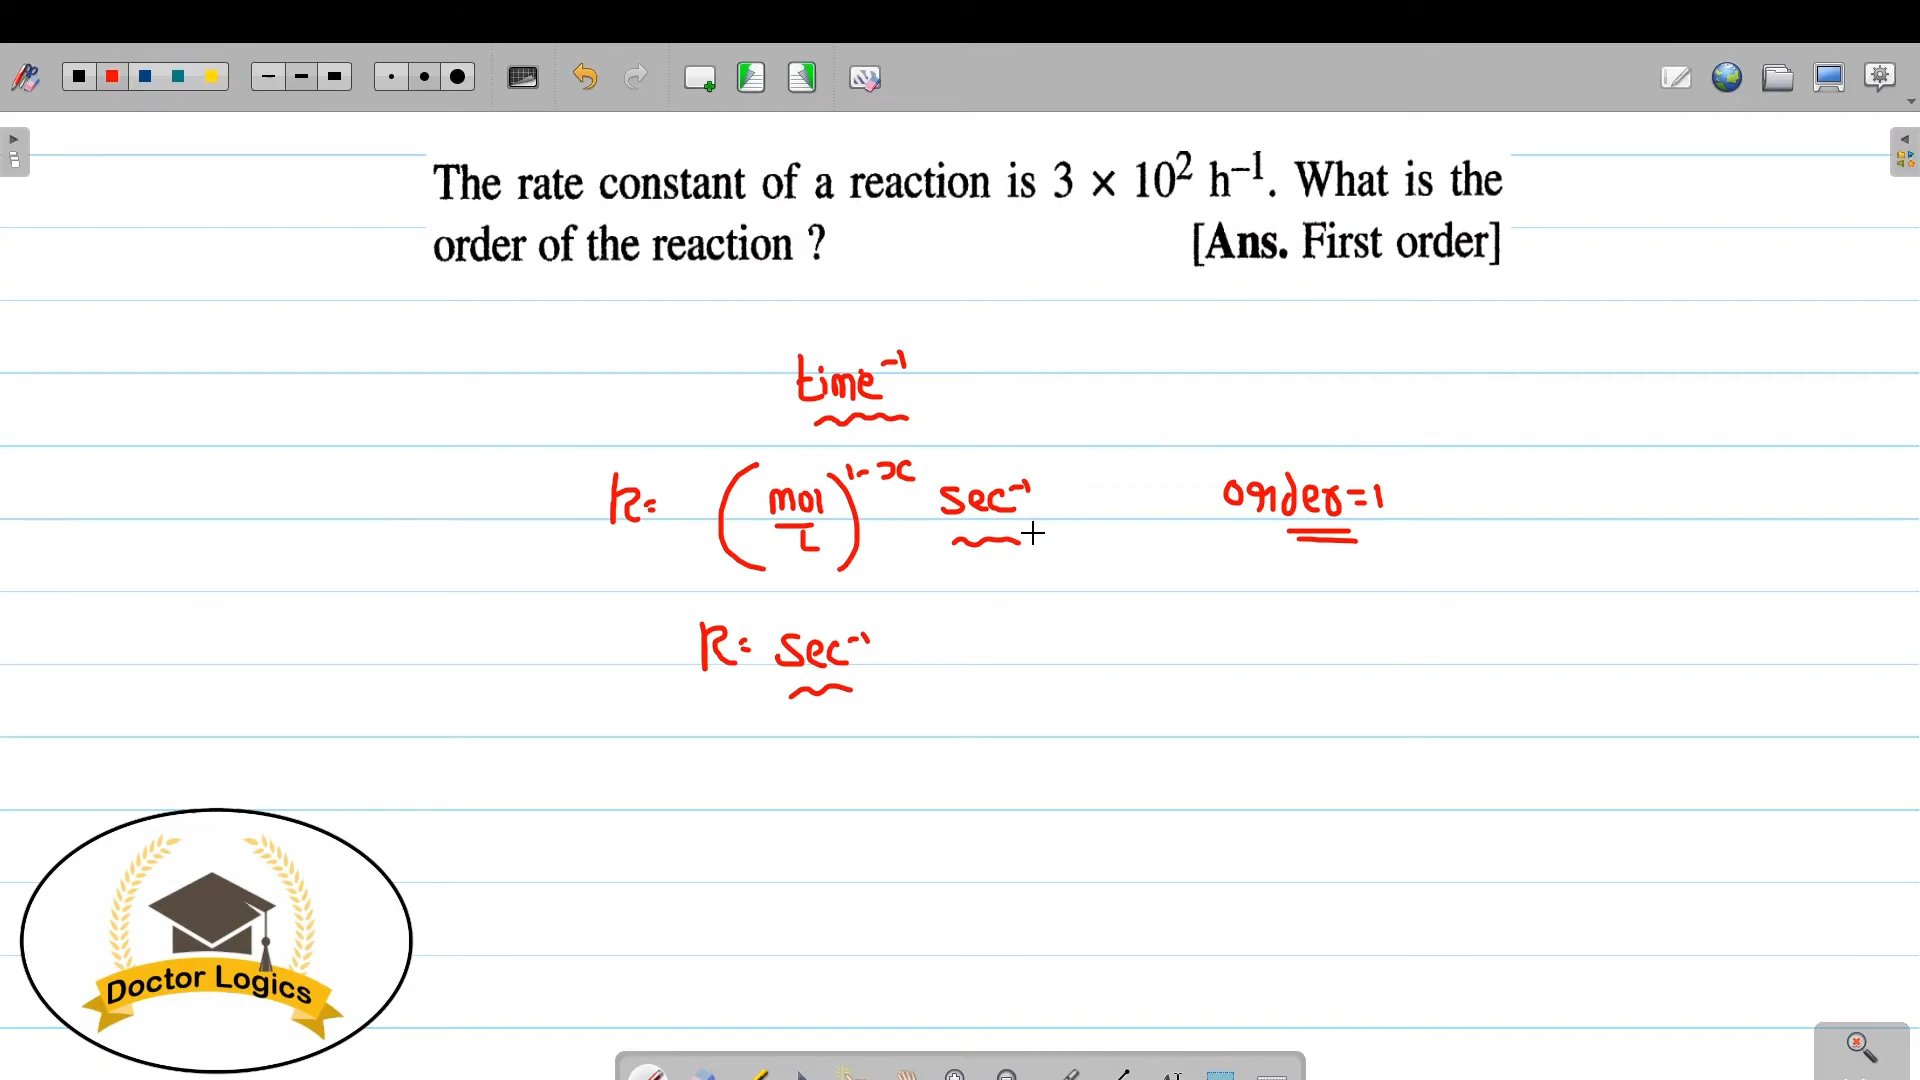 The rate constant of a reaction is 3 × 10² h⁻¹. What is the
order of the reaction ? [Ans. First order]
time⁻¹
k= (mol/L)¹⁻ˣ sec⁻¹ order=1
k= sec⁻¹
Doctor Logics